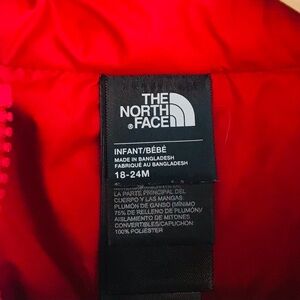 THE
NORTH
FACE
INFANT/BÉBÉ
MADE IN BANGLADESH
FABRIQUÉ AU BANGLADESH
18-24M
LA PARTE PRINCIPAL DEL
CUERPO Y LAS MANGAS
PLUMÓN DE GANSO (MÍNIMO
75% DE RELLENO DE PLUMÓN)/
AISLAMIENTO DE MITONES
CONVERTIBLES/CAPUCHÓN
100% POLIESTER